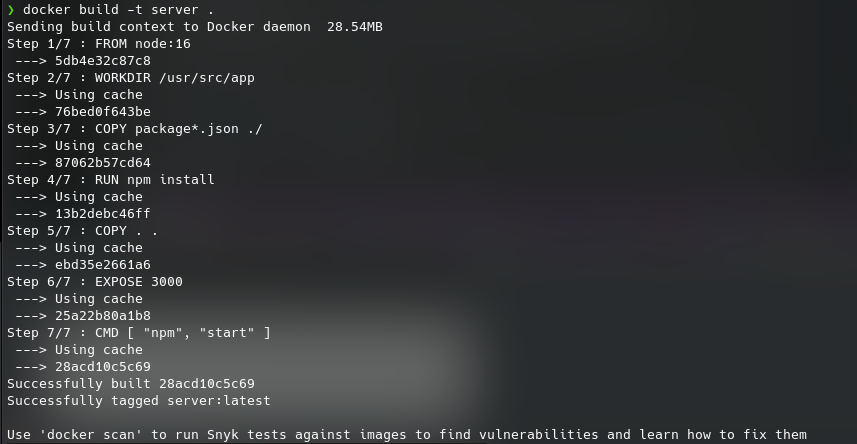 ❯ docker build -t server .
Sending build context to Docker daemon  28.54MB
Step 1/7 : FROM node:16
 ---> 5db4e32c87c8
Step 2/7 : WORKDIR /usr/src/app
 ---> Using cache
 ---> 76bed0f643be
Step 3/7 : COPY package*.json ./
 ---> Using cache
 ---> 87062b57cd64
Step 4/7 : RUN npm install
 ---> Using cache
 ---> 13b2debc46ff
Step 5/7 : COPY . .
 ---> Using cache
 ---> ebd35e2661a6
Step 6/7 : EXPOSE 3000
 ---> Using cache
 ---> 25a22b80a1b8
Step 7/7 : CMD [ "npm", "start" ]
 ---> Using cache
 ---> 28acd10c5c69
Successfully built 28acd10c5c69
Successfully tagged server:latest

Use 'docker scan' to run Snyk tests against images to find vulnerabilities and learn how to fix them